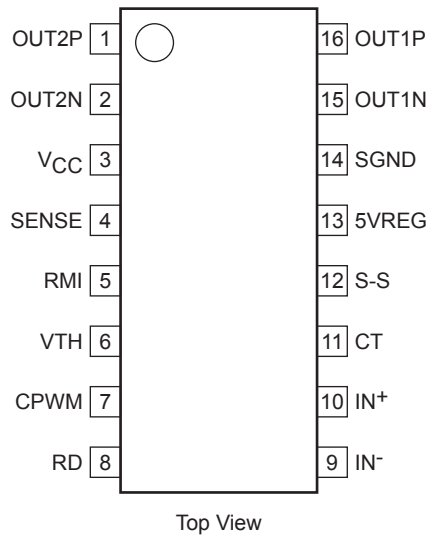 OUT2P 1 16 OUT1P
OUT2N 2 15 OUT1N
VCC 3 14 SGND
SENSE 4 13 5VREG
RMI 5 12 S-S
VTH 6 11 CT
CPWM 7 10 IN+
RD 8 9 IN-
Top View